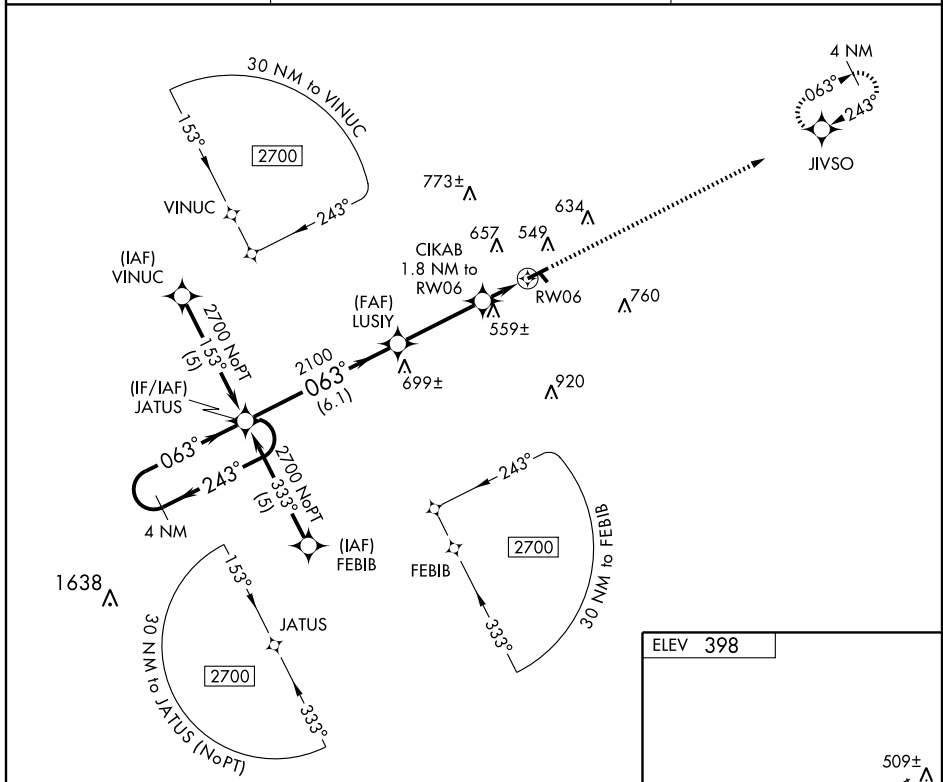 4 NM
063°
243°
JIVSO
30 NM to VINUC
153°
2700
243°
VINUC
773±
634
657
549
CIKAB
1.8 NM to
RW06
RW06
(IAF)
VINUC
(FAF)
LUSIY
559±
760
2700 NoPT
153°
(5)
2100
063°
(6.1)
699±
920
(IF/IAF)
JATUS
063°
243°
4 NM
2700 NoPT
333°
(5)
(IAF)
FEBIB
243°
2700
FEBIB
333°
30 NM to FEBIB
1638
153°
JATUS
2700
333°
30 NM to JATUS (NoPT)
ELEV 398
509±